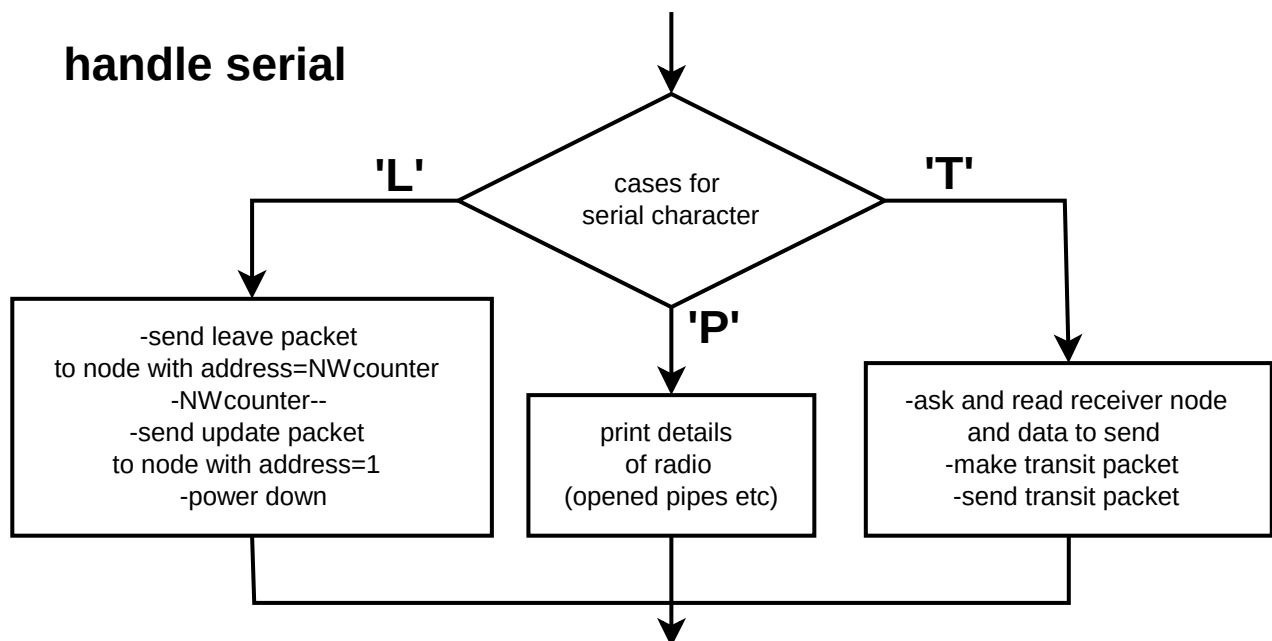 handle serial
cases for
serial character
'L'
'T'
'P'
-send leave packet
to node with address=NWcounter
-NWcounter--
-send update packet
to node with address=1
-power down
print details
of radio
(opened pipes etc)
-ask and read receiver node
and data to send
-make transit packet
-send transit packet